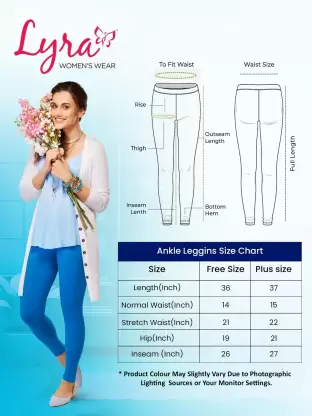 Lyra
WOMEN'S WEAR
To Fit Waist
Waist Size
Rise
Thigh
Outseam
Length
Full Length
Inseam
Lenth
Bottom
Hem
Ankle Leggins Size Chart
Size Free Size Plus size
Length(Inch) 36 37
Normal Waist(Inch) 14 15
Stretch Waist(Inch) 21 22
Hip(Inch) 19 21
Inseam (Inch) 26 27
* Product Colour May Slightly Vary Due to Photographic
Lighting Sources or Your Monitor Settings.